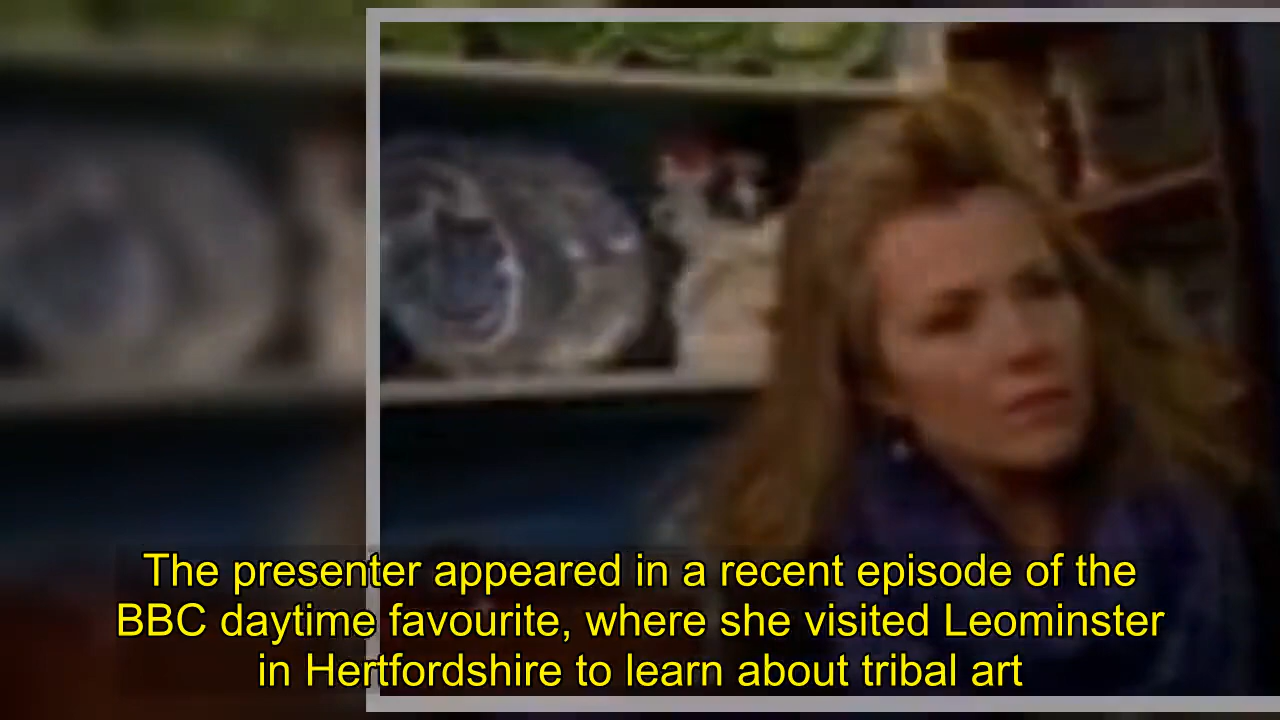 The presenter appeared in a recent episode of the
BBC daytime favourite, where she visited Leominster
in Hertfordshire to learn about tribal art